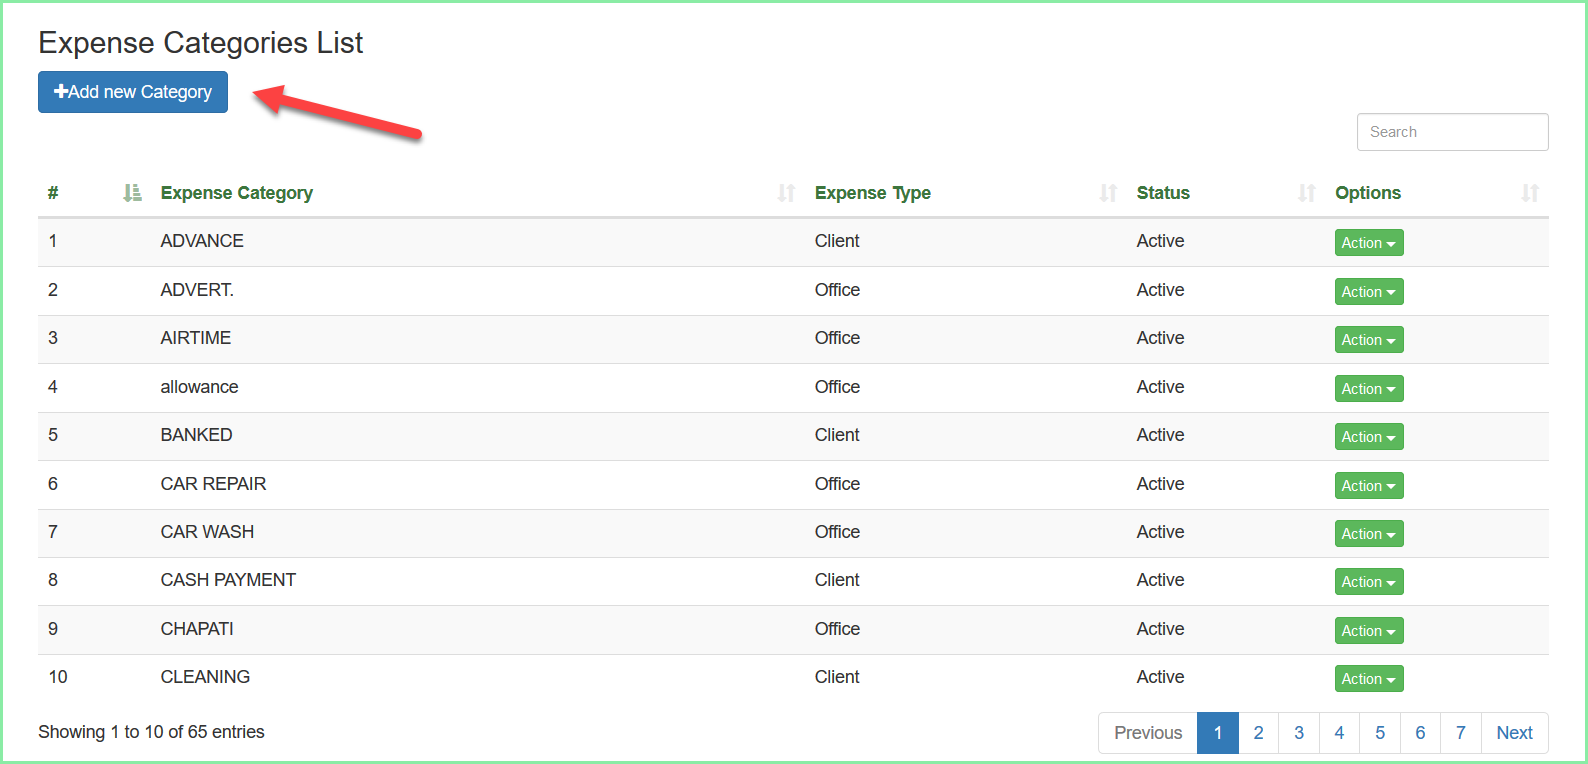 Expense Categories List
+Add new Category
Search
# Expense Category Expense Type Status Options
1 ADVANCE Client Active Action
2 ADVERT. Office Active Action
3 AIRTIME Office Active Action
4 allowance Office Active Action
5 BANKED Client Active Action
6 CAR REPAIR Office Active Action
7 CAR WASH Office Active Action
8 CASH PAYMENT Client Active Action
9 CHAPATI Office Active Action
10 CLEANING Client Active Action
Showing 1 to 10 of 65 entries Previous 1 2 3 4 5 6 7 Next